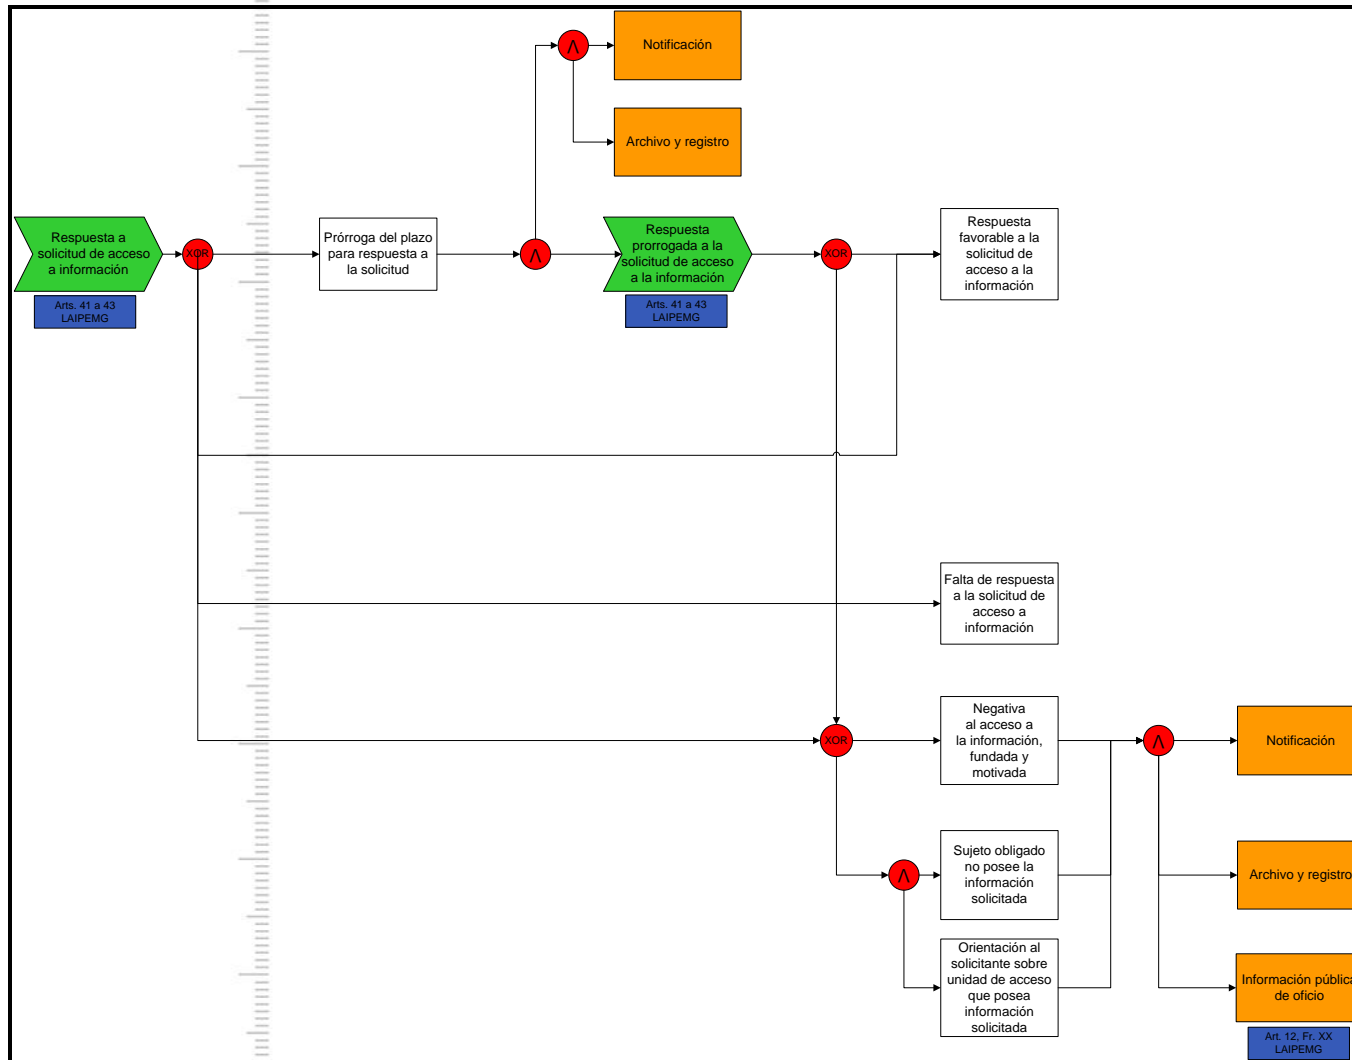 Notificación
Archivo y registro
Respuesta a
solicitud de acceso
a información
XOR
Prórroga del plazo
para respuesta a
la solicitud
Λ
Λ
Respuesta
prorrogada a la
solicitud de acceso
a la información
XOR
Respuesta
favorable a la
solicitud de
acceso a la
información
Arts. 41 a 43
LAIPEMG
Arts. 41 a 43
LAIPEMG
Falta de respuesta
a la solicitud de
acceso a
información
XOR
Negativa
al acceso a
la información,
fundada y
motivada
Λ
Notificación
Λ
Sujeto obligado
no posee la
información
solicitada
Archivo y registro
Orientación al
solicitante sobre
unidad de acceso
que posea
información
solicitada
Información pública
de oficio
Art. 12, Fr. XX
LAIPEMG